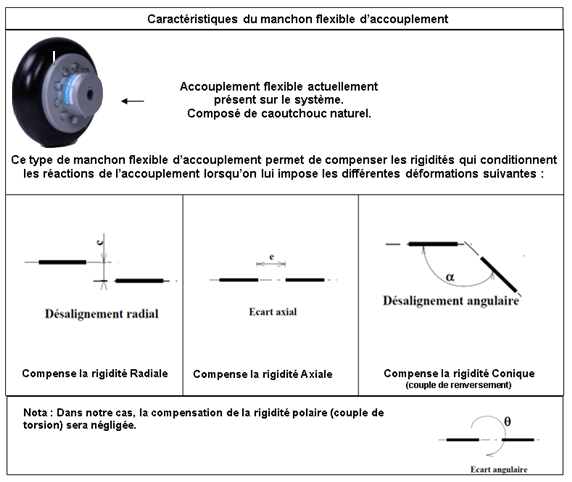 Caractéristiques du manchon flexible d'accouplement
Accouplement flexible actuellement
présent sur le système.
Composé de caoutchouc naturel.
Ce type de manchon flexible d'accouplement permet de compenser les rigidités qui conditionnent
les réactions de l'accouplement lorsqu'on lui impose les différentes déformations suivantes :
e
Désalignement radial
Compense la rigidité Radiale
e
Ecart axial
Compense la rigidité Axiale
α
Désalignement angulaire
Compense la rigidité Conique
(couple de renversement)
Nota : Dans notre cas, la compensation de la rigidité polaire (couple de
torsion) sera négligée.
θ
Ecart angulaire